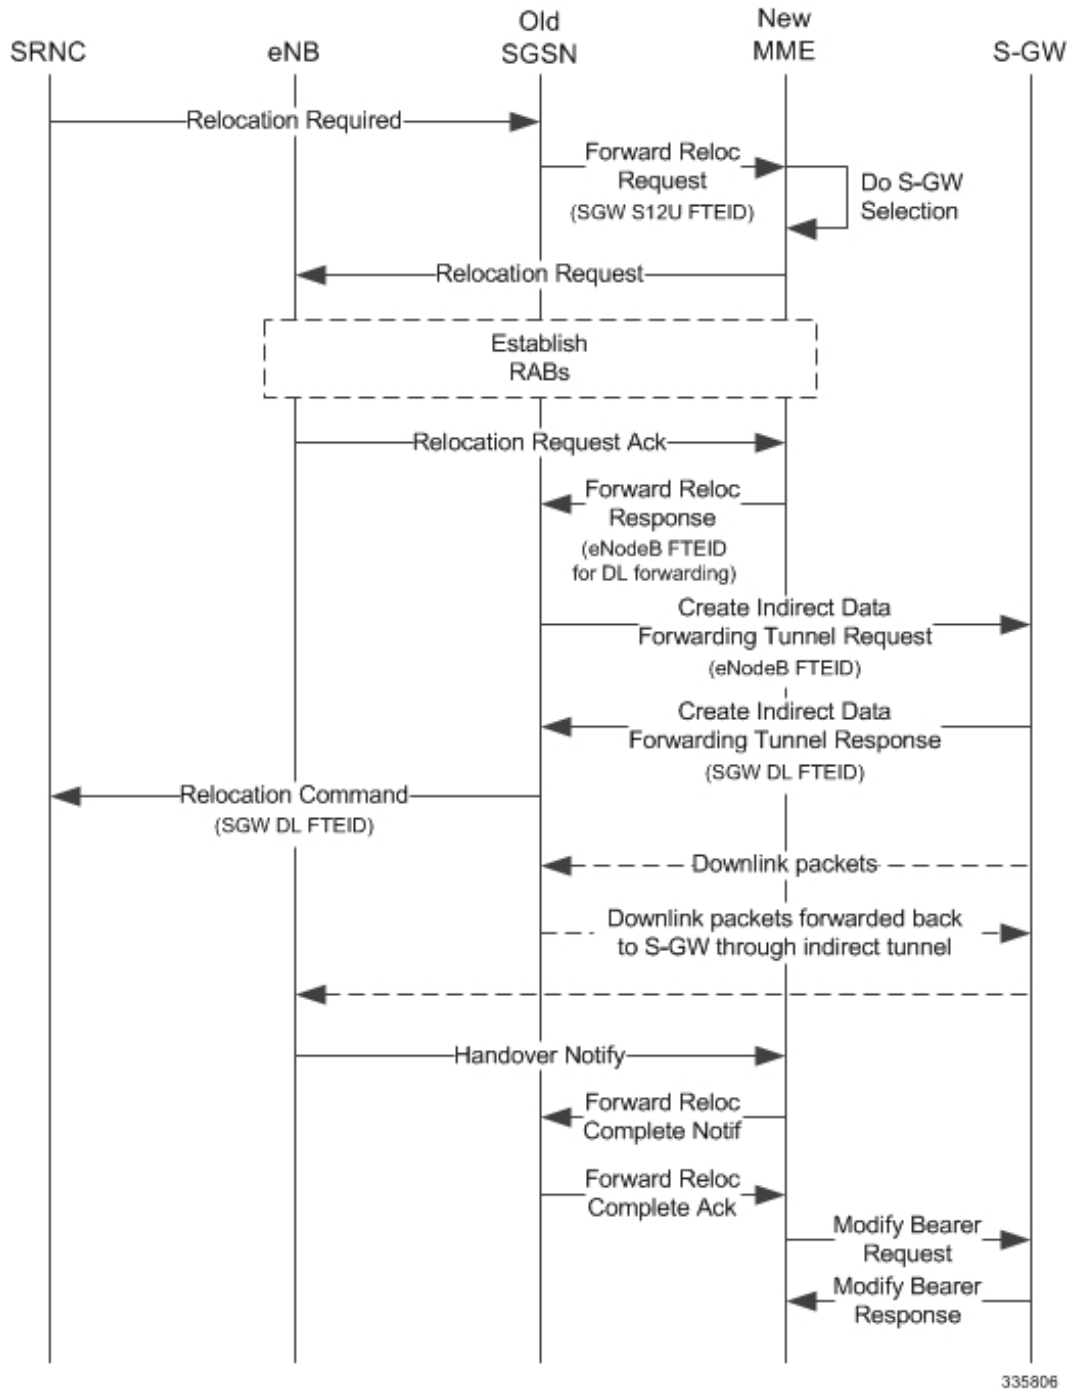 Old
New
SRNC
eNB
SGSN
MME
S-GW
Relocation Required
Forward Reloc
Request
(SGW S12U FTEID)
Do S-GW
Selection
Relocation Request
Establish
RABs
Relocation Request Ack
Forward Reloc
Response
(eNodeB FTEID
for DL forwarding)
Create Indirect Data
Forwarding Tunnel Request
(eNodeB FTEID)
Create Indirect Data
Forwarding Tunnel Response
(SGW DL FTEID)
Relocation Command
(SGW DL FTEID)
Downlink packets
Downlink packets forwarded back
to S-GW through indirect tunnel
Handover Notify
Forward Reloc
Complete Notif
Forward Reloc
Complete Ack
Modify Bearer
Request
Modify Bearer
Response
335806